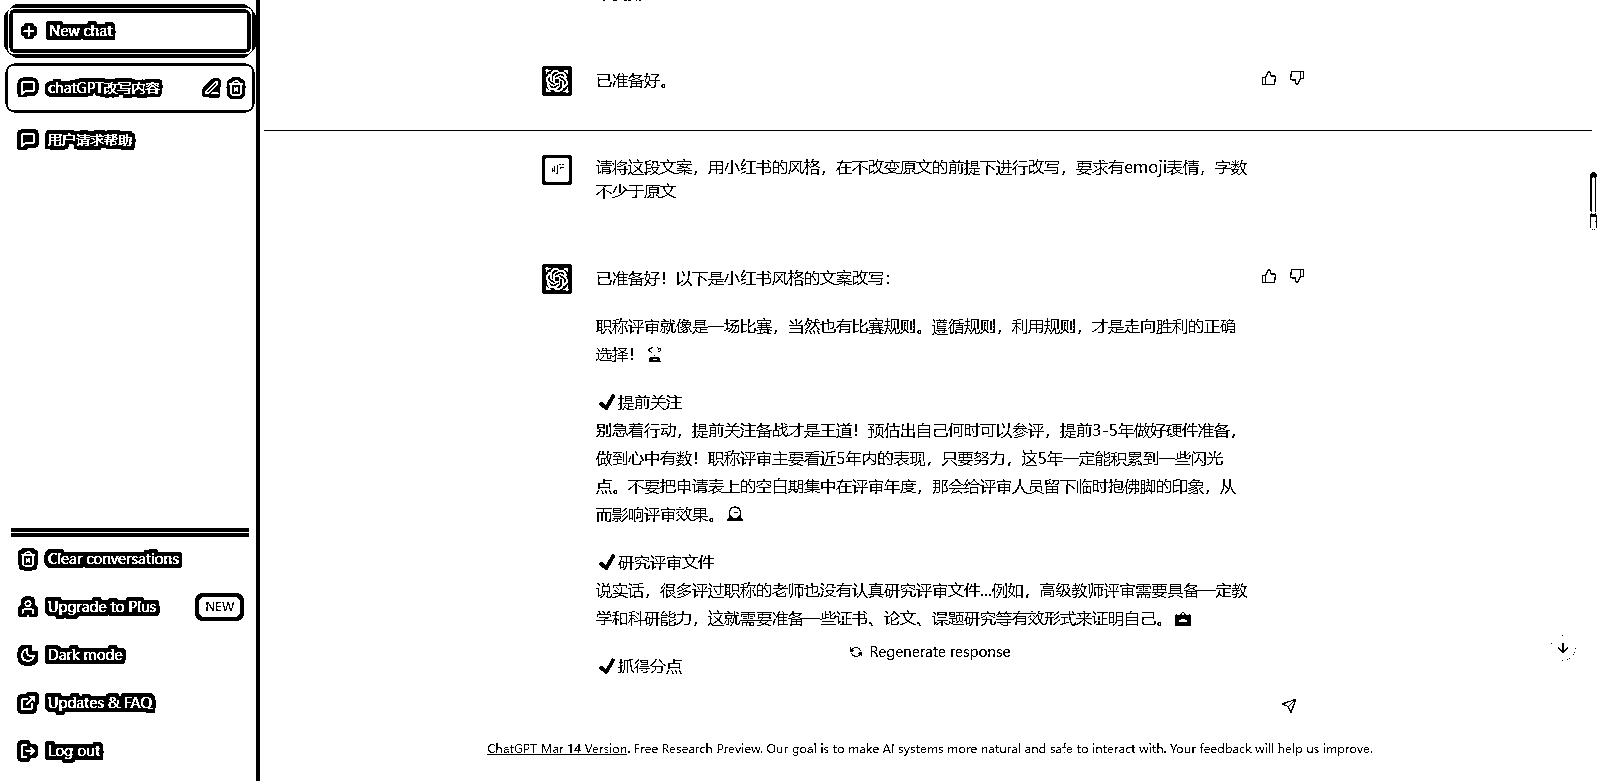 New chat
chatGPT改写内容
用户请求帮助
Clear conversations
Upgrade to Plus
NEW
Dark mode
Updates & FAQ
Log out
已准备好。
请将这段文案，用小红书的风格，在不改变原文的前提下进行改写，要求有emoji表情，字数
不少于原文
已准备好！以下是小红书风格的文案改写：
职称评审就像是一场比赛，当然也有比赛规则。遵循规则，利用规则，才是走向胜利的正确
选择！
✔提前关注
别急着行动，提前关注备战才是王道！预估出自己何时可以参评，提前3-5年做好硬件准备，
做到心中有数！职称评审主要看近5年内的表现，只要努力，这5年一定能积累到一些闪光
点。不要把申请表上的空白期集中在评审年度，那会给评审人员留下临时抱佛脚的印象，从
而影响评审效果。
✔研究评审文件
说实话，很多评过职称的老师也没有认真研究评审文件...例如，高级教师评审需要具备一定教
学和科研能力，这就需要准备一些证书、论文、课题研究等有效形式来证明自己。
✔抓得分点
Regenerate response
ChatGPT Mar 14 Version. Free Research Preview. Our goal is to make AI systems more natural and safe to interact with. Your feedback will help us improve.